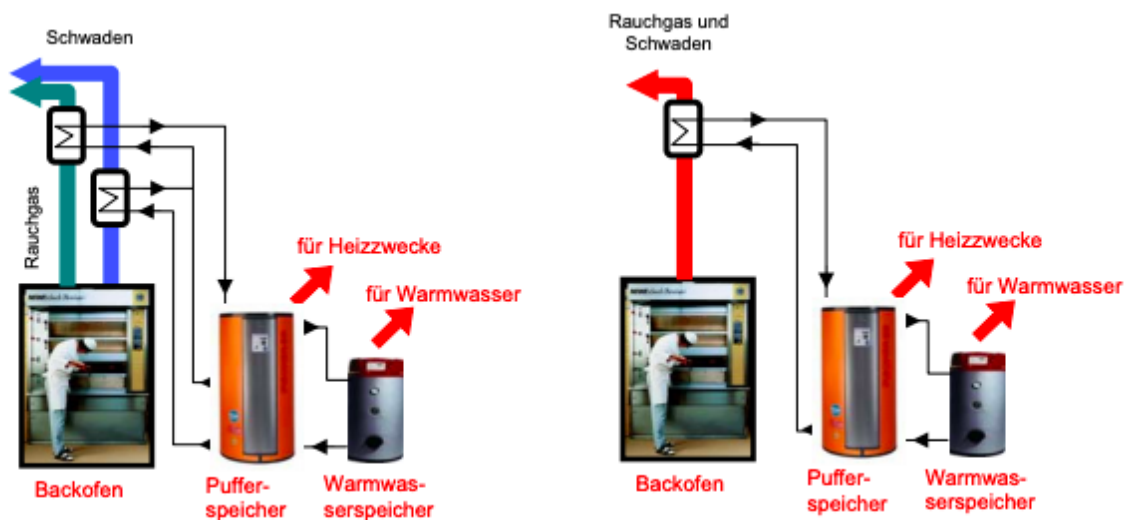 Schwaden
Rauchgas
für Heizzwecke
für Warmwasser
Backofen
Puffer-
speicher
Warmwas-
serspeicher
Rauchgas und
Schwaden
für Heizzwecke
für Warmwasser
Backofen
Puffer-
speicher
Warmwas-
serspeicher